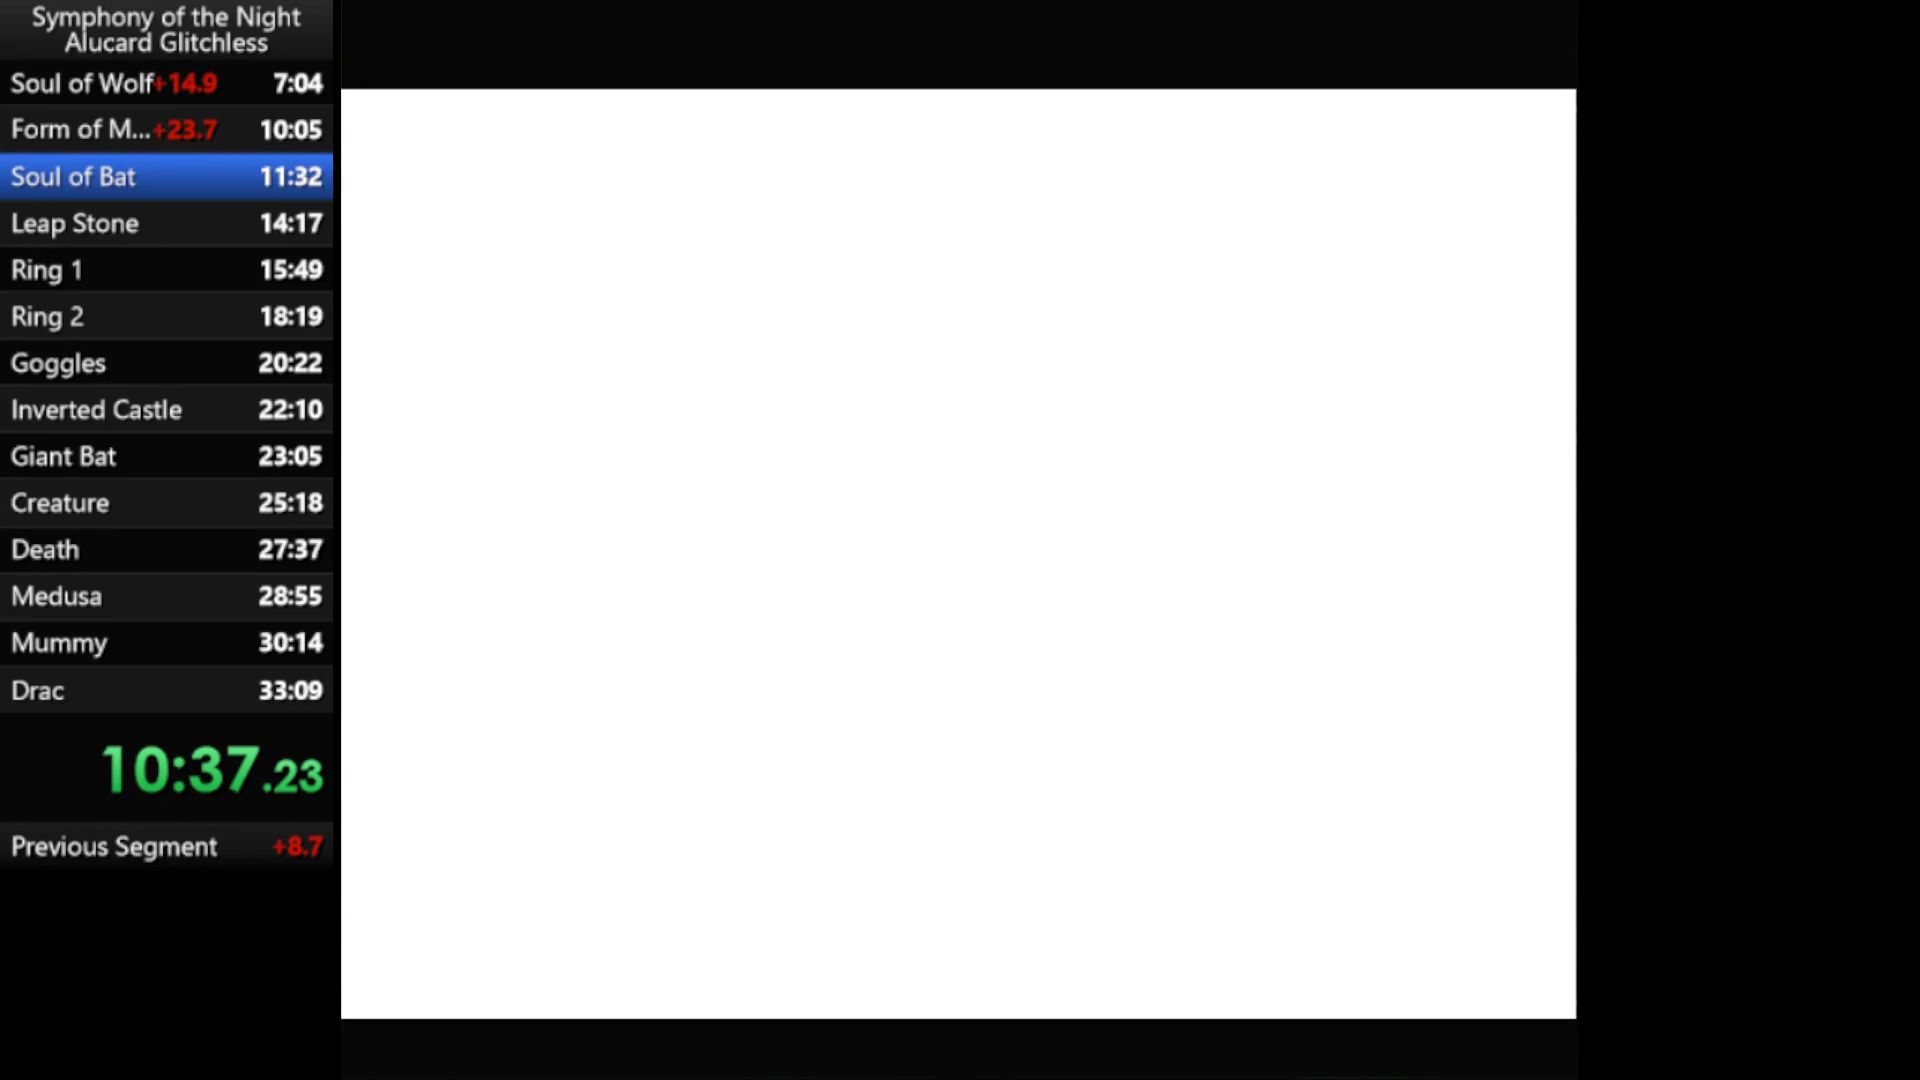 Symphony of the Night
Alucard Glitchless
Soul of Wolf +14.9 7:04
Form of M... +23.7 10:05
Soul of Bat 11:32
Leap Stone 14:17
Ring 1 15:49
Ring 2 18:19
Goggles 20:22
Inverted Castle 22:10
Giant Bat 23:05
Creature 25:18
Death 27:37
Medusa 28:55
Mummy 30:14
Drac 33:09
10:37.23
Previous Segment +8.7